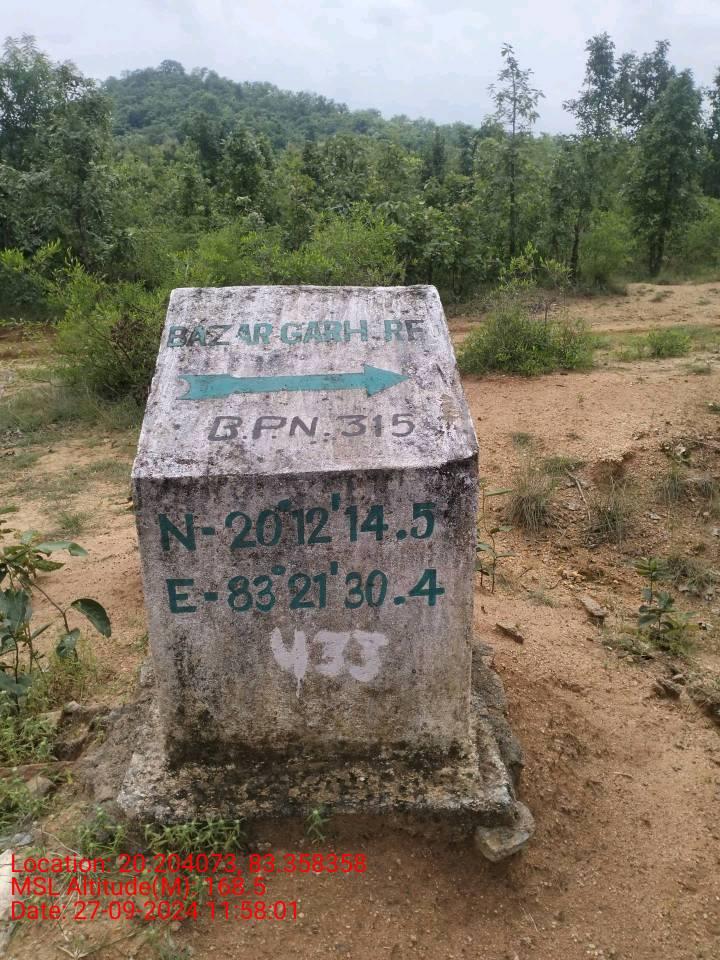 BAZAR GARH-RF
B.P.N. 315
N-20°12'14.5
E-83°21'30.4
433
Location: 20.204073, 83.358358
MSL Altitude(M): 168.5
Date: 27-09-2024 11:58:01